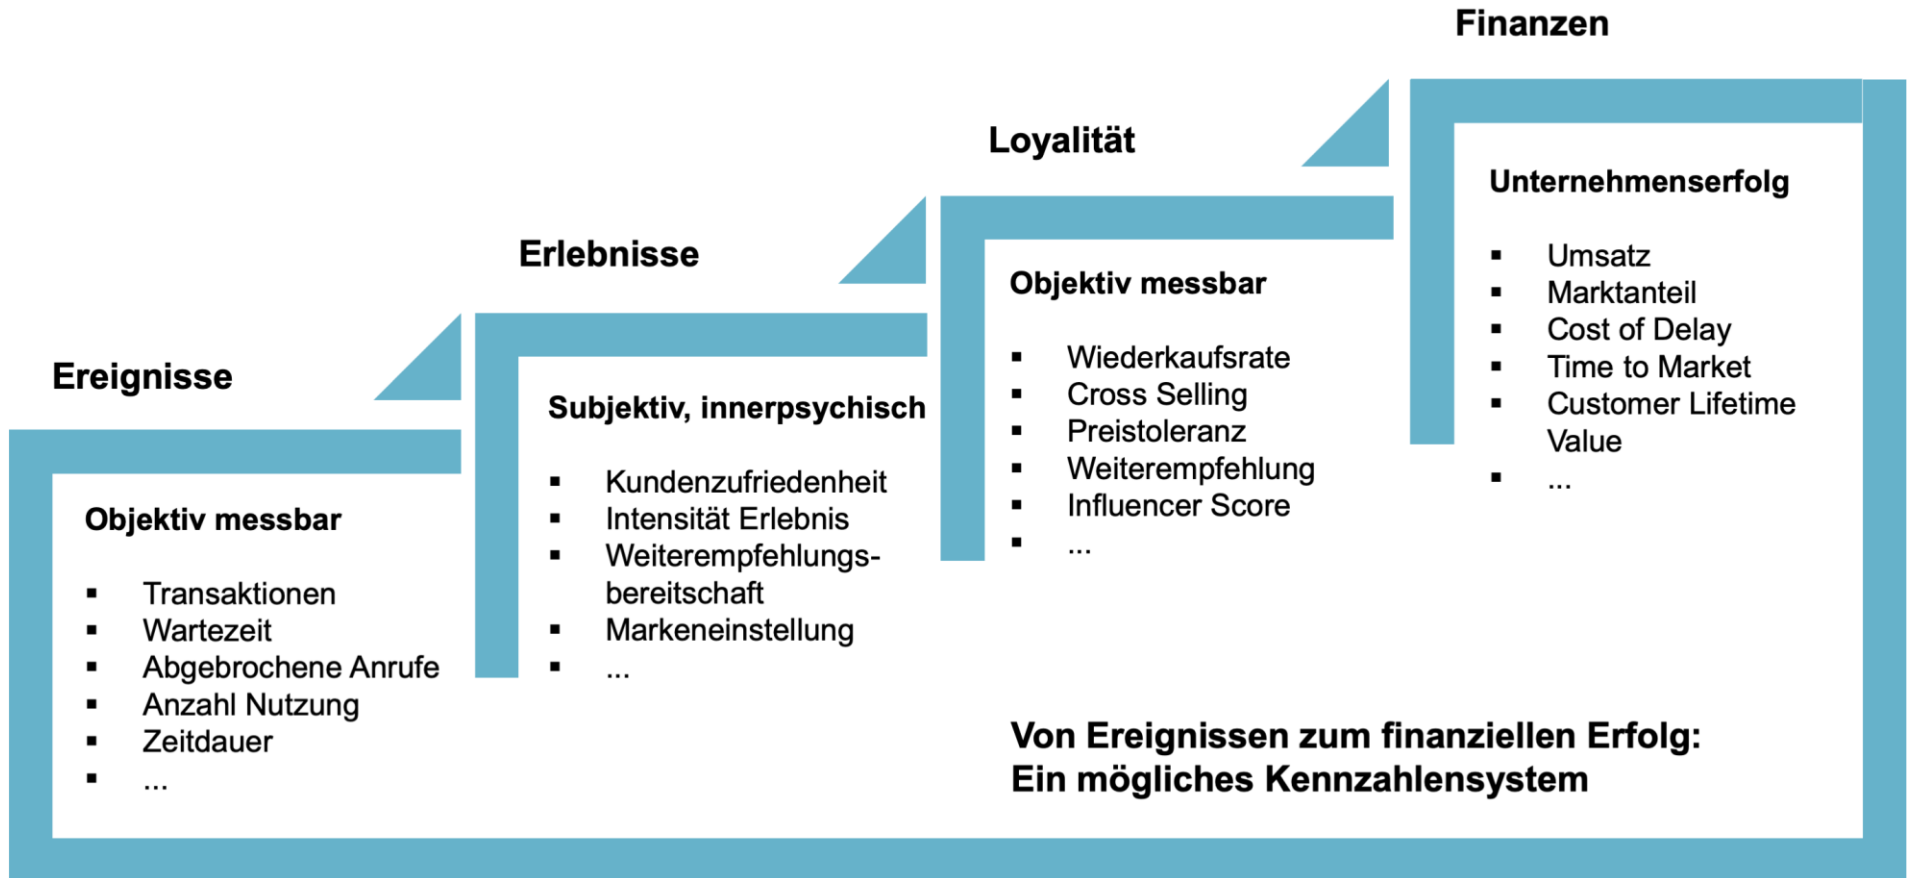 Ereignisse
Objektiv messbar
▪ Transaktionen
▪ Wartezeit
▪ Abgebrochene Anrufe
▪ Anzahl Nutzung
▪ Zeitdauer
▪ ...
Erlebnisse
Subjektiv, innerpsychisch
▪ Kundenzufriedenheit
▪ Intensität Erlebnis
▪ Weiterempfehlungs-
bereitschaft
▪ Markeneinstellung
▪ ...
Loyalität
Objektiv messbar
▪ Wiederkaufsrate
▪ Cross Selling
▪ Preistoleranz
▪ Weiterempfehlung
▪ Influencer Score
▪ ...
Finanzen
Unternehmenserfolg
▪ Umsatz
▪ Marktanteil
▪ Cost of Delay
▪ Time to Market
▪ Customer Lifetime
Value
▪ ...
Von Ereignissen zum finanziellen Erfolg:
Ein mögliches Kennzahlensystem